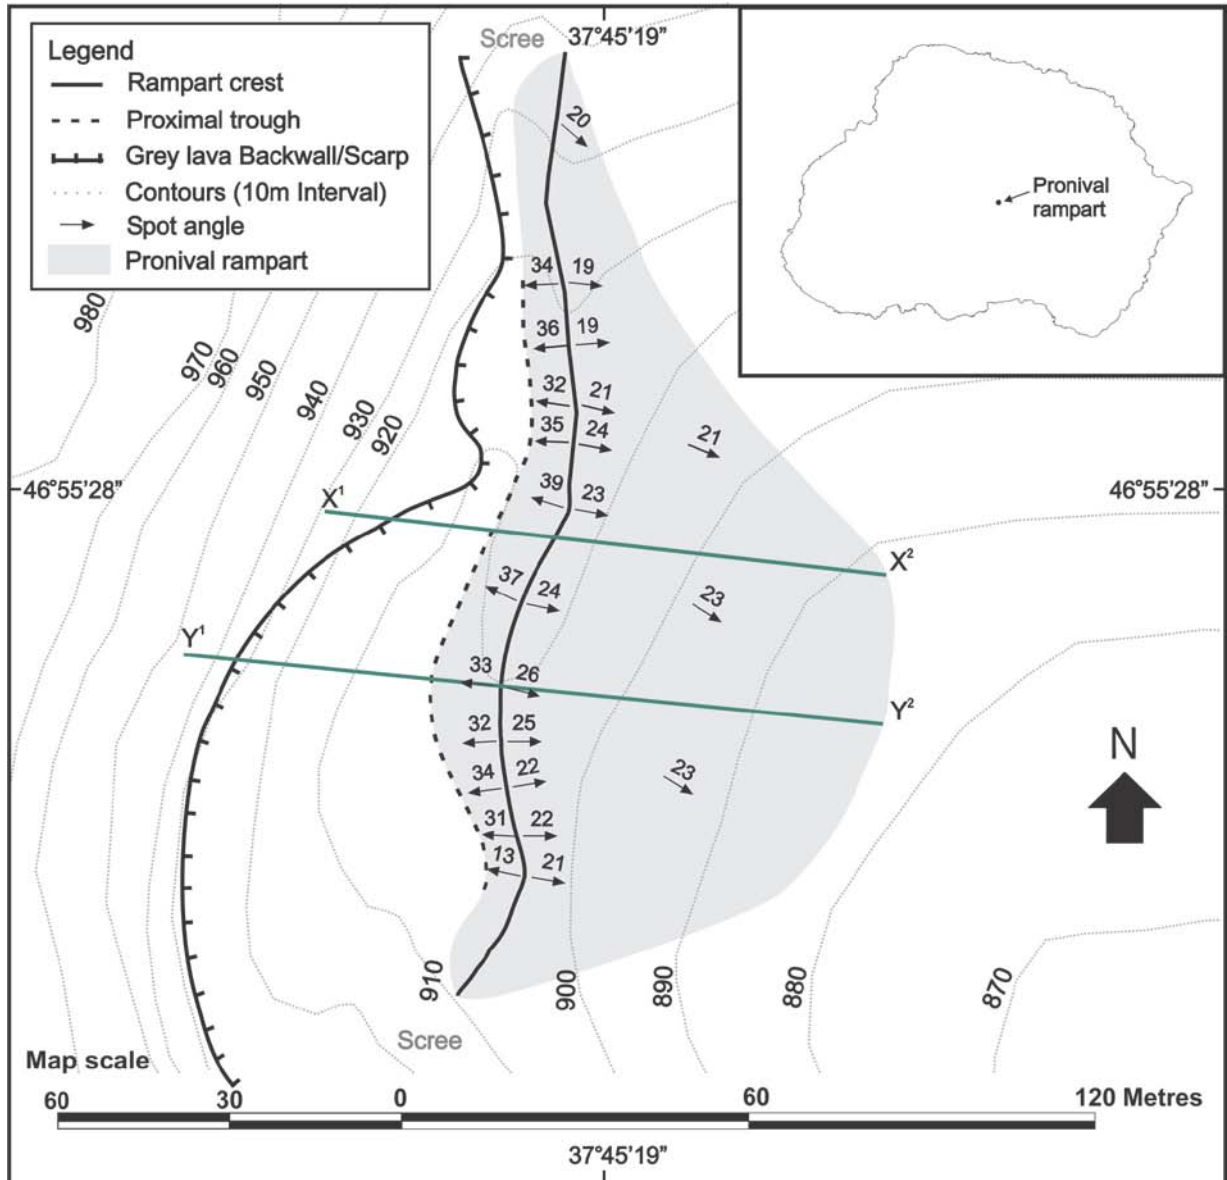 Scree
37°45'19”
Legend
Rampart crest
Proximal trough
Grey lava Backwall/Scarp
Contours (10m Interval)
Spot angle
Pronival rampart
Pronival
rampart
20
34 19
36 19
32 21
35 24
21
39 23
37 24
23
33 26
32 25
34 22
23
31 22
13 21
980
970
960
950
940
930
920
46°55'28”
46°55'28”
X¹
X²
Y¹
Y²
N
910
900
890
880
870
Scree
Map scale
60 30 0 60 120 Metres
37°45'19”